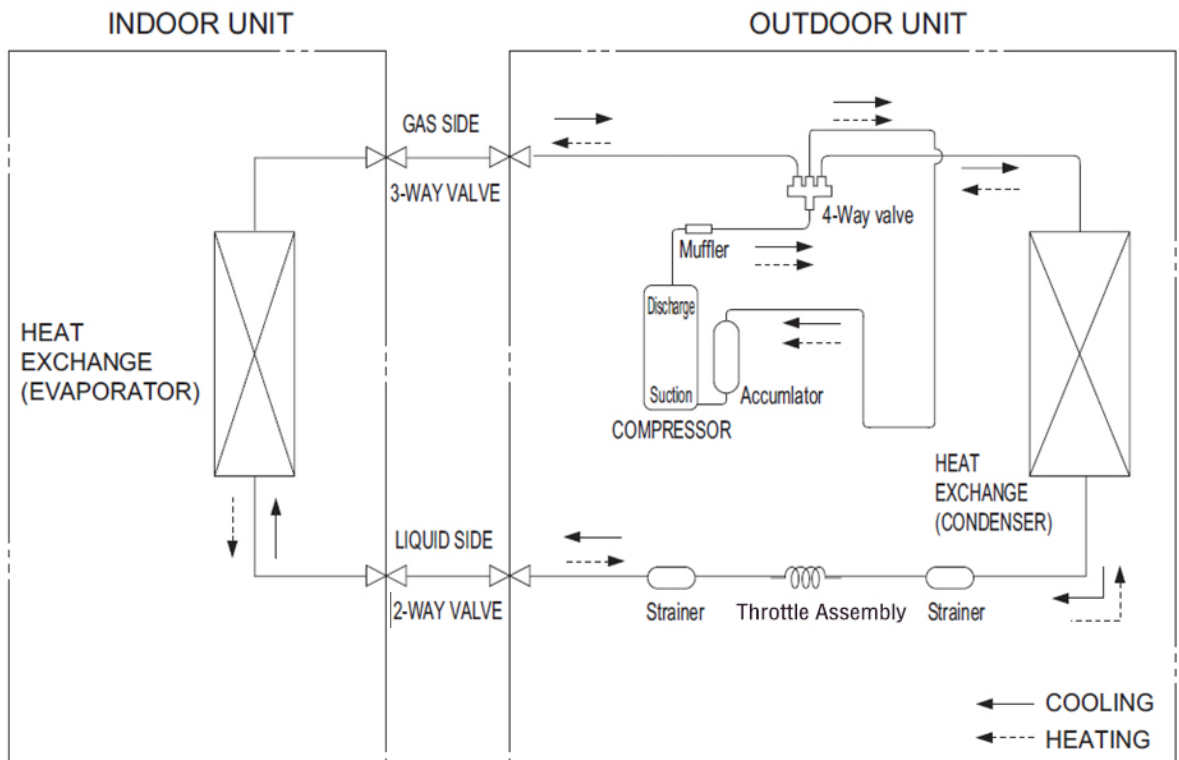 INDOOR UNIT
OUTDOOR UNIT
GAS SIDE
3-WAY VALVE
4-Way valve
Muffler
Discharge
Suction
Accumlator
COMPRESSOR
HEAT
EXCHANGE
(EVAPORATOR)
HEAT
EXCHANGE
(CONDENSER)
LIQUID SIDE
2-WAY VALVE
Strainer
Throttle Assembly
Strainer
COOLING
HEATING